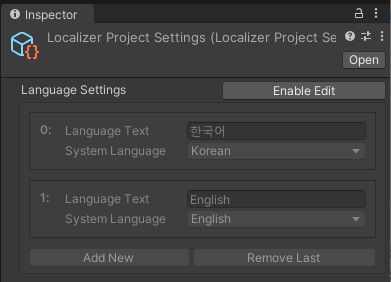 Inspector
Localizer Project Settings (Localizer Project Se
Open
Language Settings
Enable Edit
0:
Language Text
한국어
System Language
Korean
1:
Language Text
English
System Language
English
Add New
Remove Last